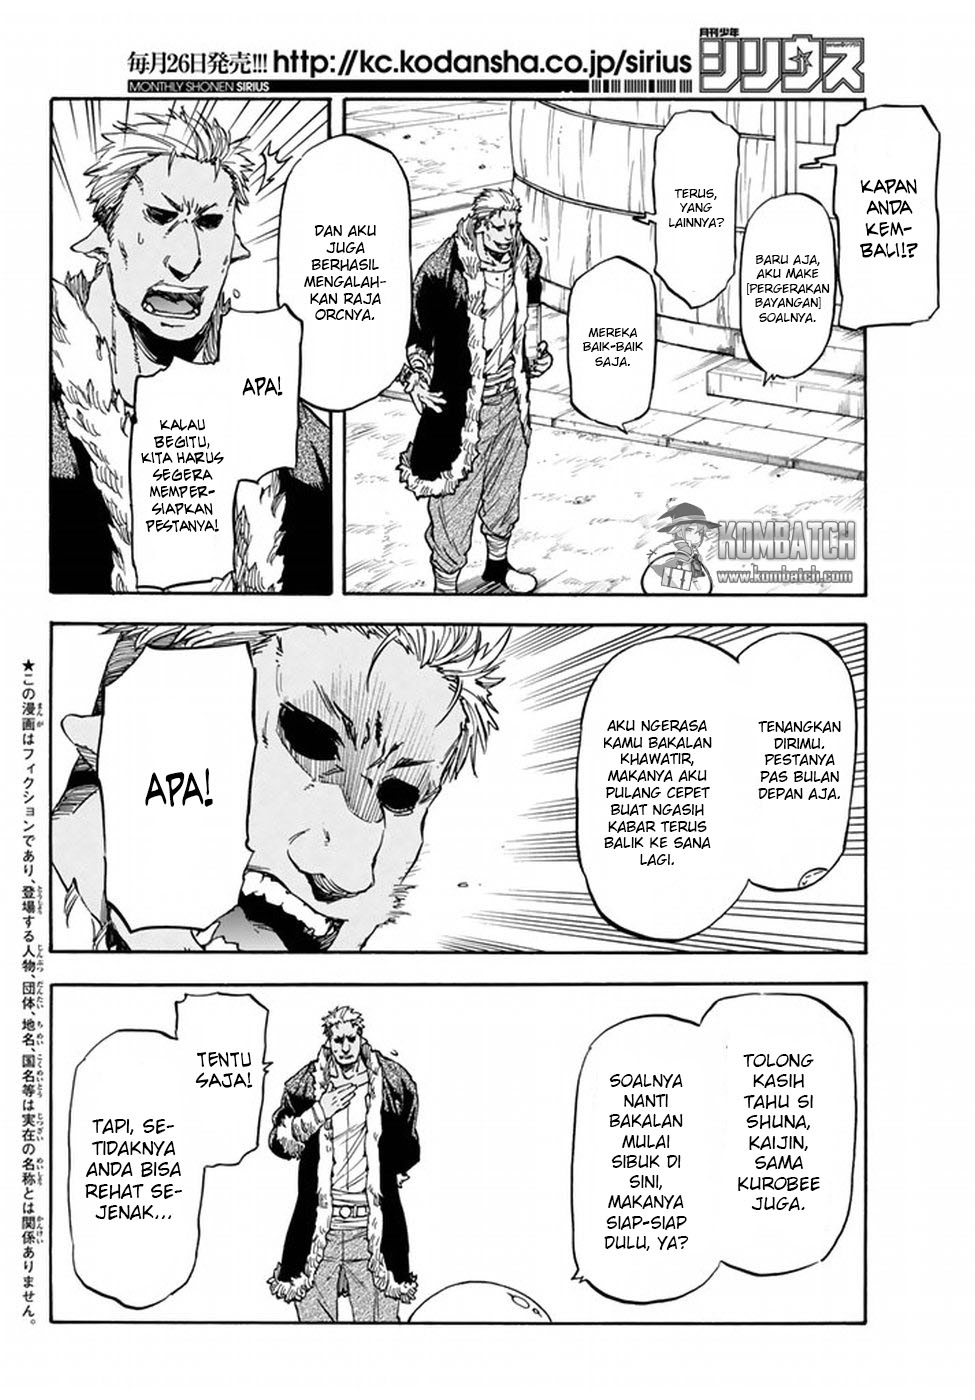 毎月26日発売!!! http://kc.kodansha.co.jp/sirius
MONTHLY SHONEN SIRIUS
月刊少年
シリウス
KAPAN
ANDA
KEM-
BALI!?
BARU AJA,
AKU MAKE
[PERGERAKAN
BAYANGAN]
SOALNYA.
TERUS,
YANG
LAINNYA?
MEREKA
BAIK-BAIK
SAJA.
DAN AKU
JUGA
BERHASIL
MENGALAH-
KAN RAJA
ORCNYA.
APA!
KALAU
BEGITU,
KITA HARUS
SEGERA
MEMPER-
SIAPKAN
PESTANYA!
KOMBATCH
www.kombatch.com
TENANGKAN
DIRIMU.
PESTANYA
PAS BULAN
DEPAN AJA.
AKU NGERASA
KAMU BAKALAN
KHAWATIR,
MAKANYA AKU
PULANG CEPET
BUAT NGASIH
KABAR TERUS
BALIK KE SANA
LAGI.
APA!
TOLONG
KASIH
TAHU SI
SHUNA,
KAIJIN,
SAMA
KUROBEE
JUGA.
SOALNYA
NANTI
BAKALAN
MULAI
SIBUK DI
SINI,
MAKANYA
SIAP-SIAP
DULU, YA?
TENTU
SAJA!
TAPI, SE-
TIDAKNYA
ANDA BISA
REHAT SE-
JENAK...
★この漫画はフィクションであり、登場する人物、団体、地名、国名等は実在の名称とは関係ありません。